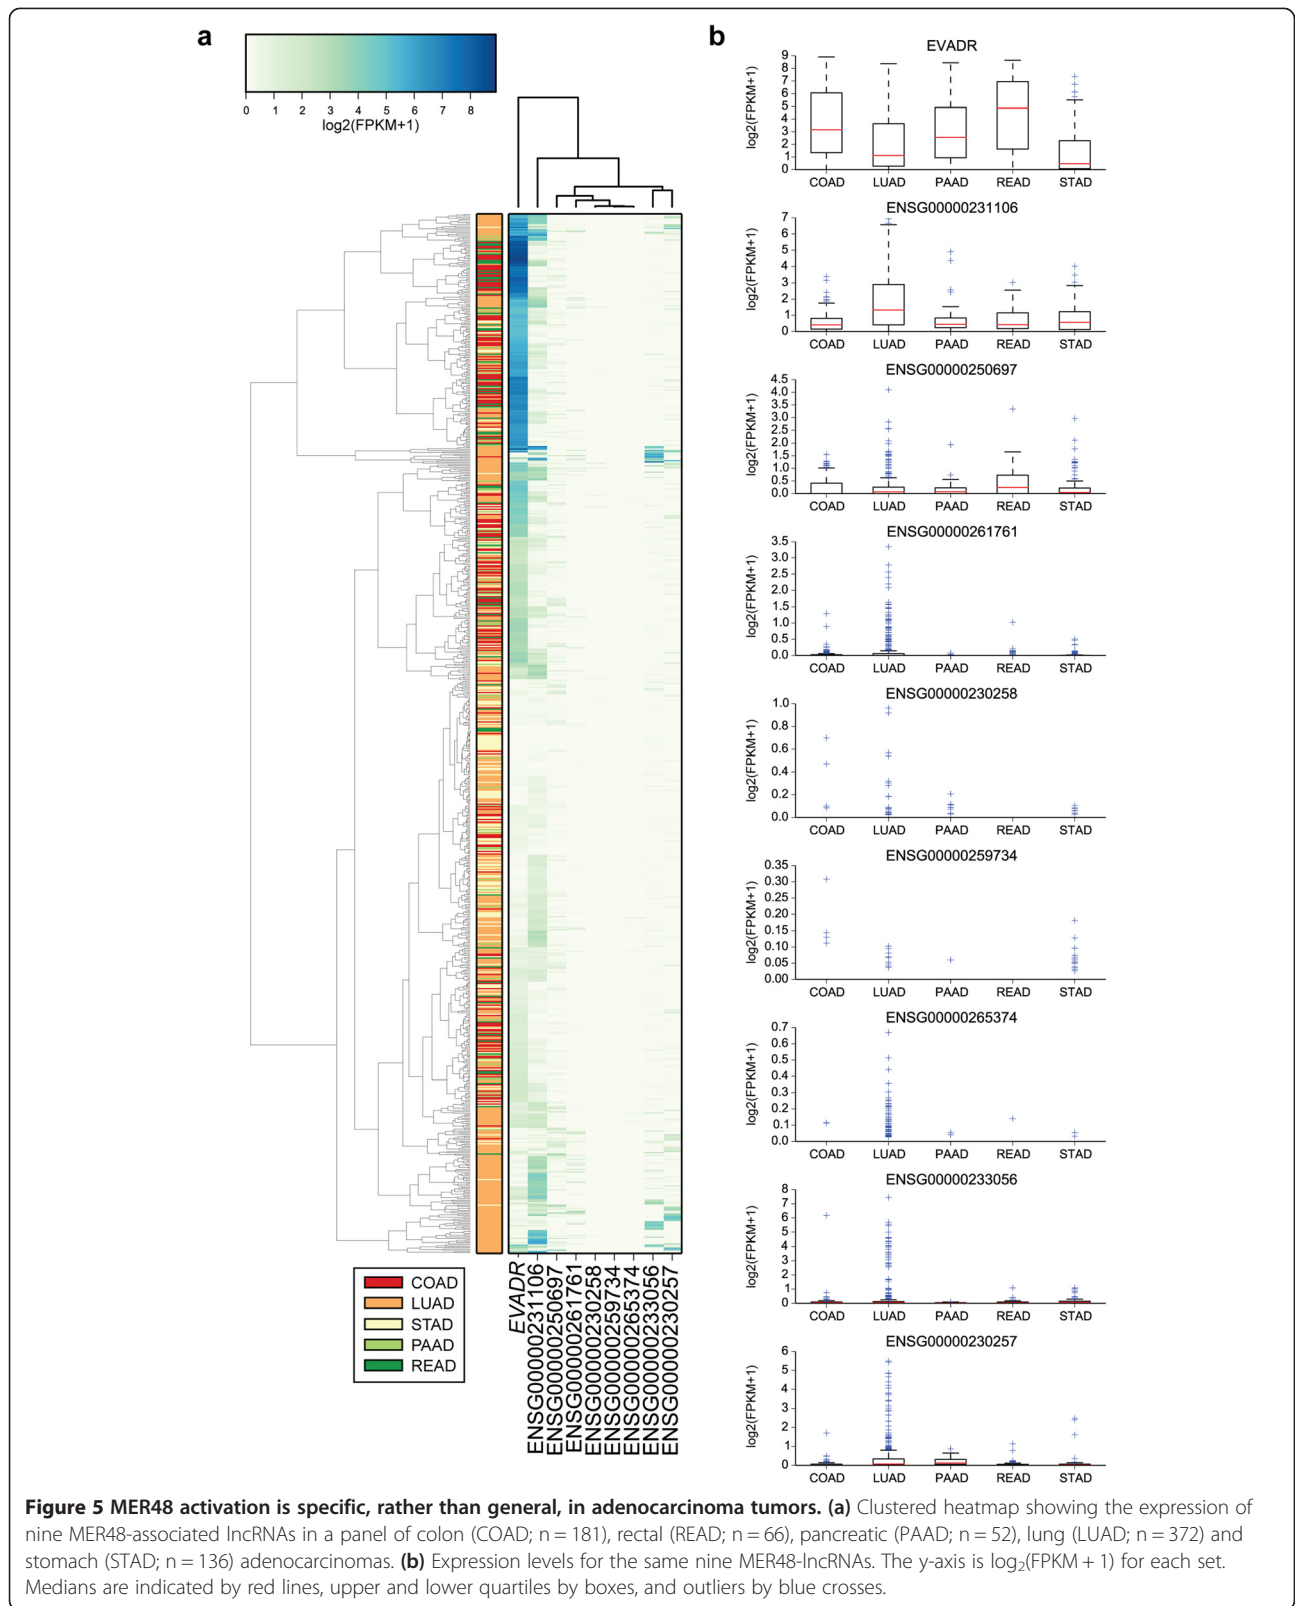 a
0 1 2 3 4 5 6 7 8
log2(FPKM+1)
EVADR
ENSG00000231106
ENSG00000250697
ENSG00000261761
ENSG00000230258
ENSG00000259734
ENSG00000265374
ENSG00000233056
ENSG00000230257
COAD
LUAD
STAD
PAAD
READ
b
EVADR
log2(FPKM+1)
9
8
7
6
5
4
3
2
1
0
COAD LUAD PAAD READ STAD
ENSG00000231106
log2(FPKM+1)
7
6
5
4
3
2
1
0
COAD LUAD PAAD READ STAD
ENSG00000250697
log2(FPKM+1)
4.5
4.0
3.5
3.0
2.5
2.0
1.5
1.0
0.5
0.0
COAD LUAD PAAD READ STAD
ENSG00000261761
log2(FPKM+1)
3.5
3.0
2.5
2.0
1.5
1.0
0.5
0.0
COAD LUAD PAAD READ STAD
ENSG00000230258
log2(FPKM+1)
1.0
0.8
0.6
0.4
0.2
0.0
COAD LUAD PAAD READ STAD
ENSG00000259734
log2(FPKM+1)
0.35
0.30
0.25
0.20
0.15
0.10
0.05
0.00
COAD LUAD PAAD READ STAD
ENSG00000265374
log2(FPKM+1)
0.7
0.6
0.5
0.4
0.3
0.2
0.1
0.0
COAD LUAD PAAD READ STAD
ENSG00000233056
log2(FPKM+1)
8
7
6
5
4
3
2
1
0
COAD LUAD PAAD READ STAD
ENSG00000230257
log2(FPKM+1)
6
5
4
3
2
1
0
COAD LUAD PAAD READ STAD
Figure 5 MER48 activation is specific, rather than general, in adenocarcinoma tumors. (a) Clustered heatmap showing the expression of
nine MER48-associated lncRNAs in a panel of colon (COAD; n = 181), rectal (READ; n = 66), pancreatic (PAAD; n = 52), lung (LUAD; n = 372) and
stomach (STAD; n = 136) adenocarcinomas. (b) Expression levels for the same nine MER48-lncRNAs. The y-axis is log₂(FPKM + 1) for each set.
Medians are indicated by red lines, upper and lower quartiles by boxes, and outliers by blue crosses.